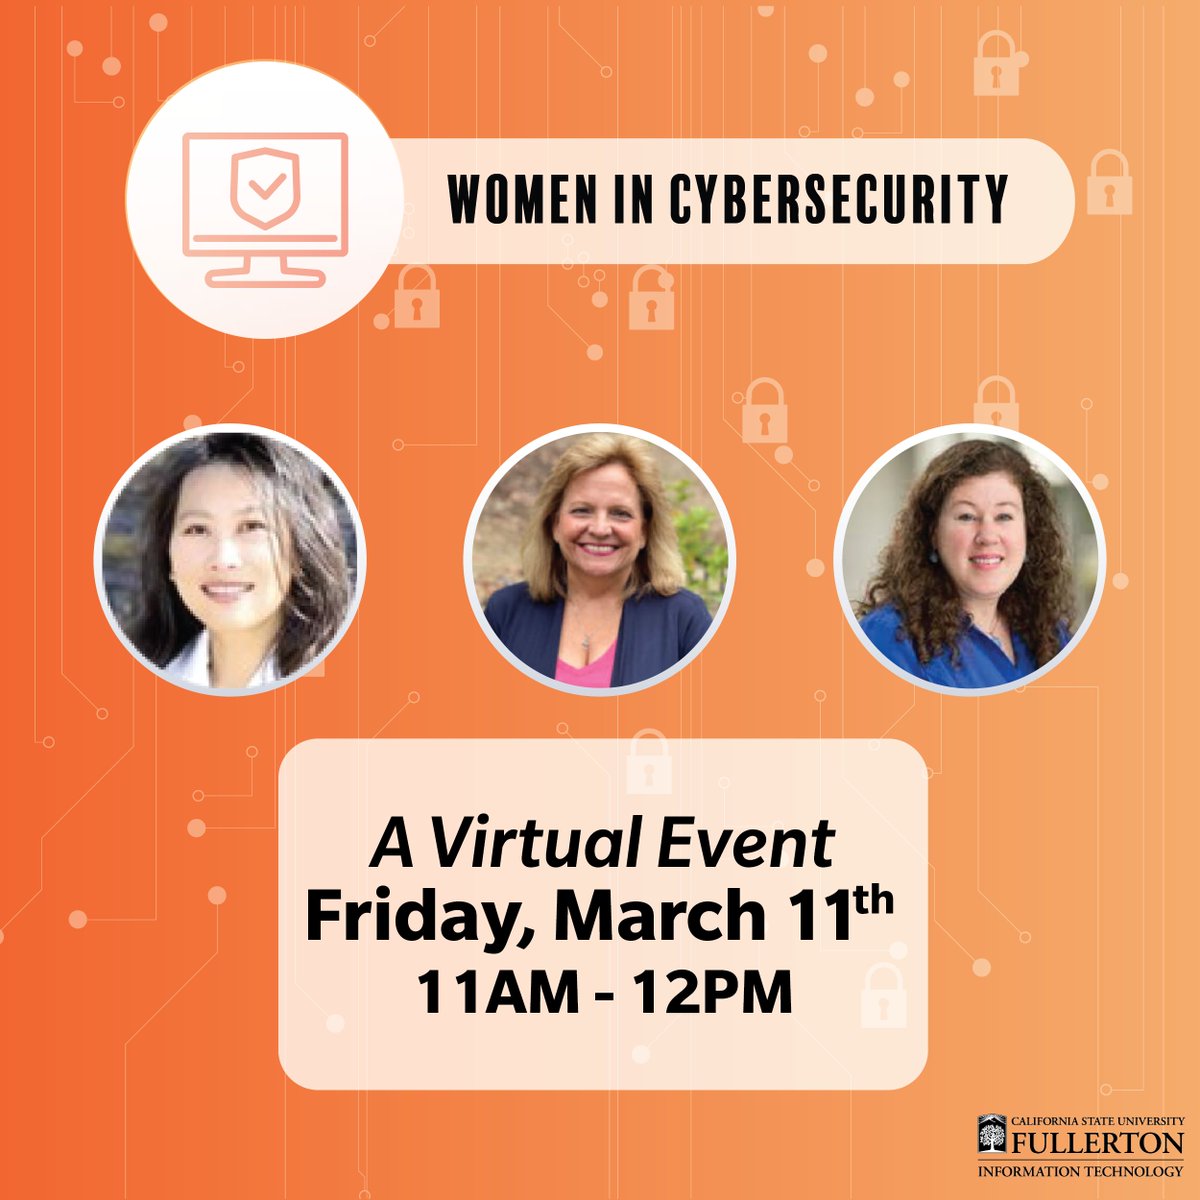 WOMEN IN CYBERSECURITY
A Virtual Event
Friday, March 11th
11AM - 12PM
CALIFORNIA STATE UNIVERSITY
FULLERTON
INFORMATION TECHNOLOGY